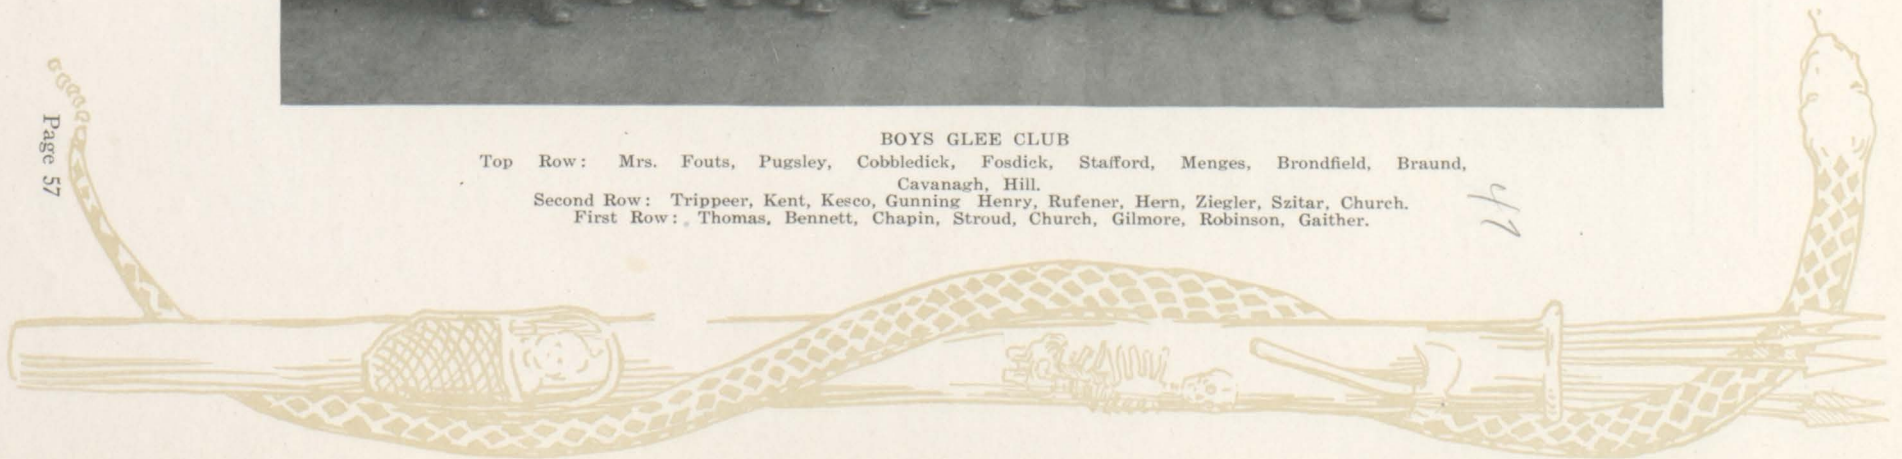 BOYS GLEE CLUB
Top Row: Mrs. Fouts, Pugsley, Cobbledick, Fosdick, Stafford, Menges, Brondfield, Braund,
Cavanagh, Hill.
Second Row: Trippeer, Kent, Kesco, Gunning Henry, Rufener, Hern, Ziegler, Szitar, Church.
First Row: Thomas, Bennett, Chapin, Stroud, Church, Gilmore, Robinson, Gaither.
Page 57